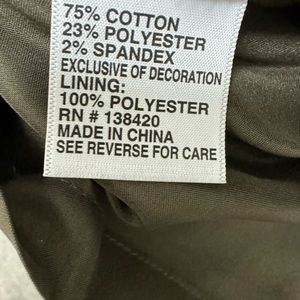 75% COTTON
23% POLYESTER
2% SPANDEX
EXCLUSIVE OF DECORATION
LINING:
100% POLYESTER
RN # 138420
MADE IN CHINA
SEE REVERSE FOR CARE